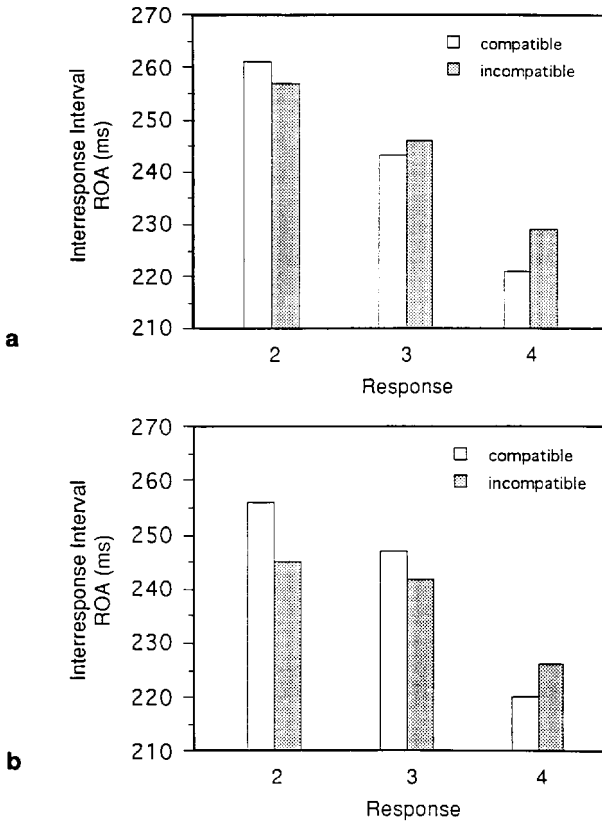 270
260
250
240
230
220
210
Interresponse Interval
ROA (ms)
compatible
incompatible
2 3 4
Response
a
270
260
250
240
230
220
210
Interresponse Interval
ROA (ms)
compatible
incompatible
2 3 4
Response
b